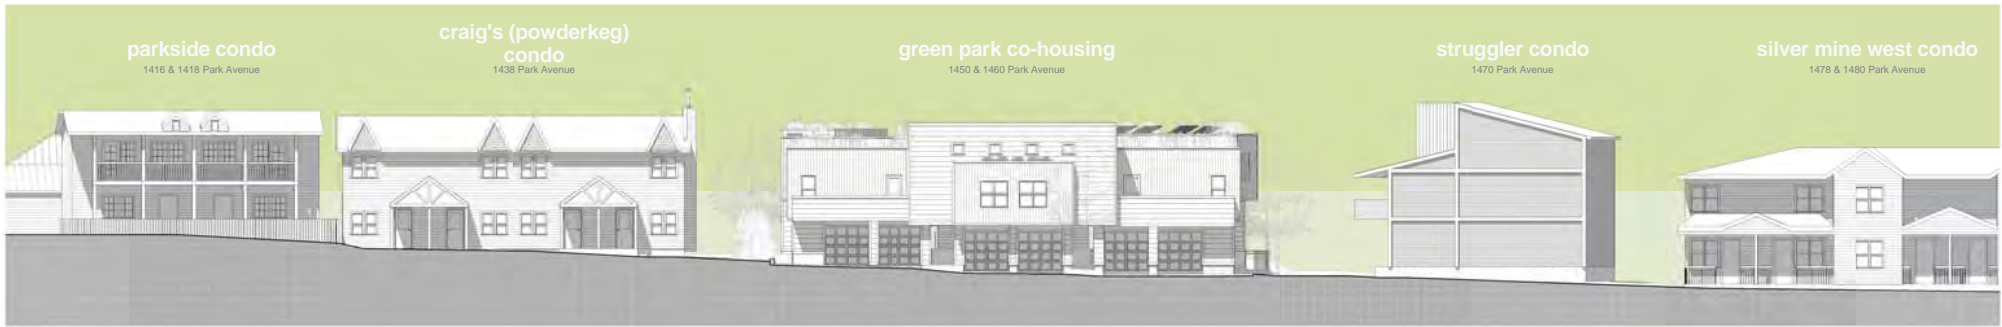 parkside condo
1416 & 1418 Park Avenue
craig's (powderkeg)
condo
1438 Park Avenue
green park co-housing
1450 & 1460 Park Avenue
struggler condo
1470 Park Avenue
silver mine west condo
1478 & 1480 Park Avenue